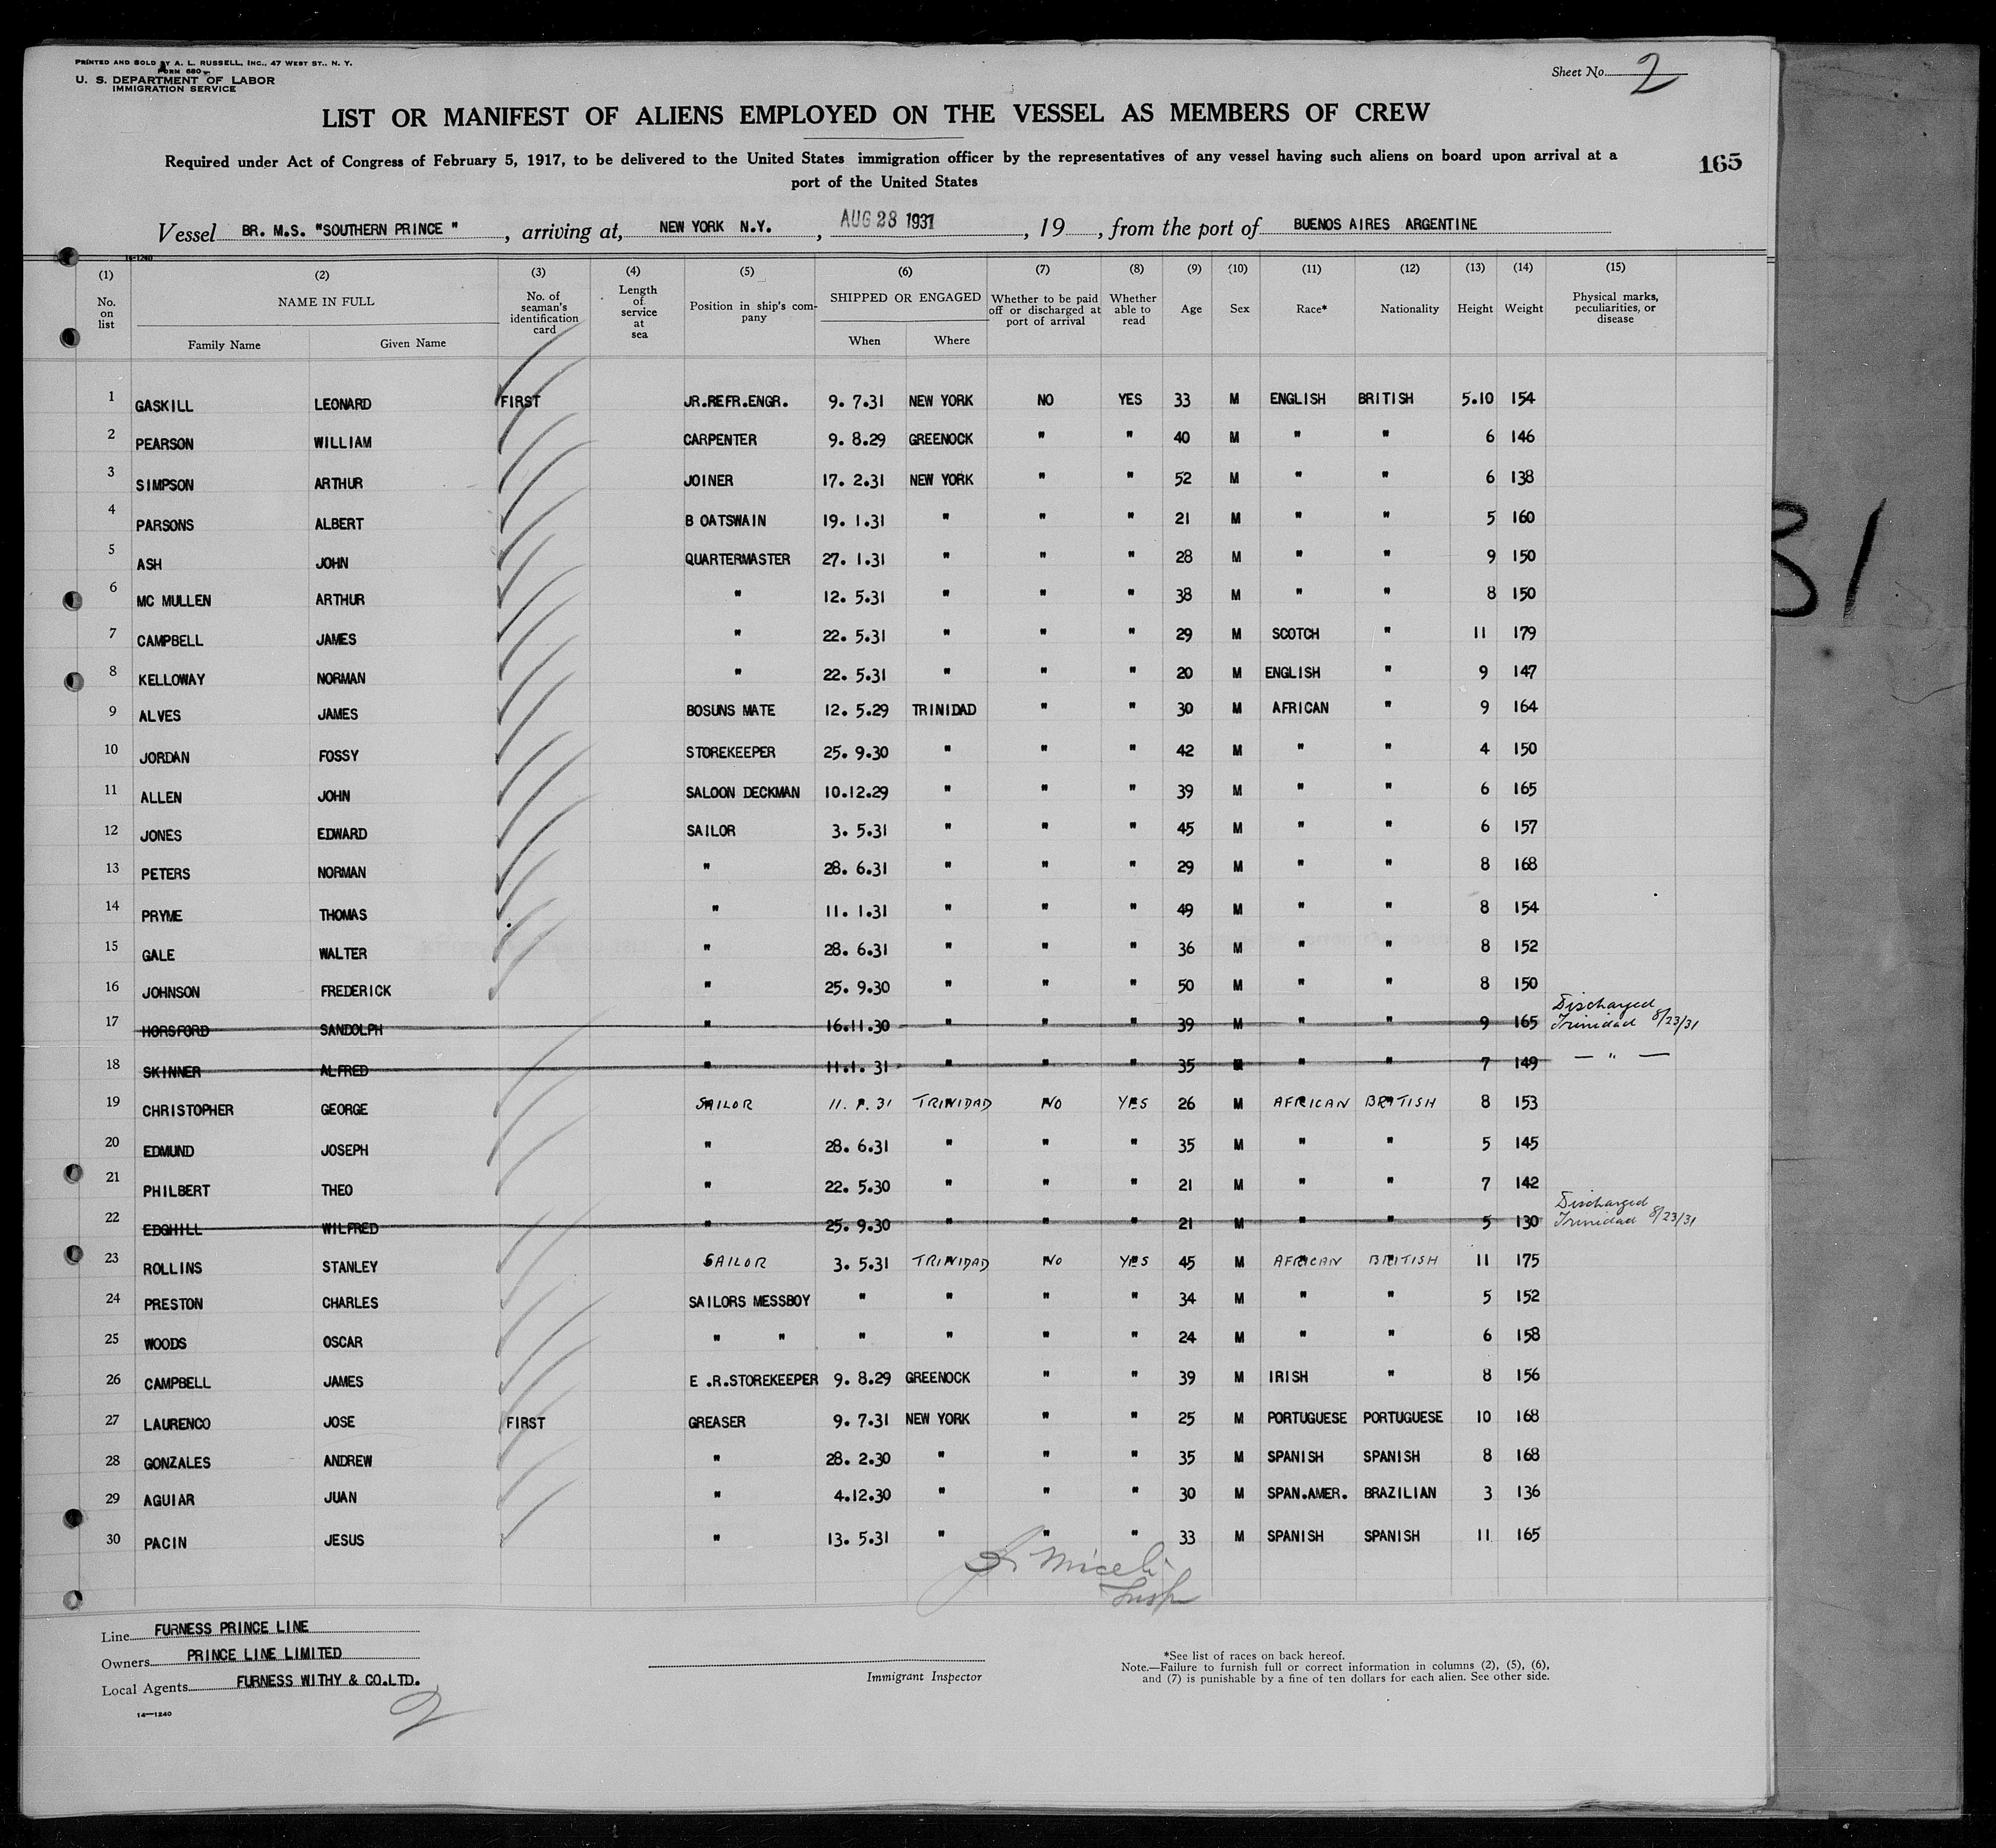 PRINTED AND SOLD BY A. L. RUSSELL, INC., 47 WEST ST., N. Y.
FORM 680
U. S. DEPARTMENT OF LABOR
IMMIGRATION SERVICE
Sheet No. 2
LIST OR MANIFEST OF ALIENS EMPLOYED ON THE VESSEL AS MEMBERS OF CREW
Required under Act of Congress of February 5, 1917, to be delivered to the United States immigration officer by the representatives of any vessel having such aliens on board upon arrival at a
port of the United States
165
Vessel BR. M.S. "SOUTHERN PRINCE ", arriving at, NEW YORK N.Y., AUG 28 1931, 19, from the port of BUENOS AIRES ARGENTINE
14-1240
(1) (2) (3) (4) (5) (6) (7) (8) (9) (10) (11) (12) (13) (14) (15)
No. on list NAME IN FULL Family Name Given Name No. of seaman's identification card Length of service at sea Position in ship's company SHIPPED OR ENGAGED When Where Whether to be paid off or discharged at port of arrival Whether able to read Age Sex Race* Nationality Height Weight Physical marks, peculiarities, or disease
1 GASKILL LEONARD FIRST JR.REFR.ENGR. 9. 7.31 NEW YORK NO YES 33 M ENGLISH BRITISH 5.10 154
2 PEARSON WILLIAM CARPENTER 9. 8.29 GREENOCK " " 40 M " " 6 146
3 SIMPSON ARTHUR JOINER 17. 2.31 NEW YORK " " 52 M " " 6 138
4 PARSONS ALBERT B OATSWAIN 19. 1.31 " " " 21 M " " 5 160
5 ASH JOHN QUARTERMASTER 27. 1.31 " " " 28 M " " 9 150
6 MC MULLEN ARTHUR " 12. 5.31 " " " 38 M " " 8 150
7 CAMPBELL JAMES " 22. 5.31 " " " 29 M SCOTCH " 11 179
8 KELLOWAY NORMAN " 22. 5.31 " " " 20 M ENGLISH " 9 147
9 ALVES JAMES BOSUNS MATE 12. 5.29 TRINIDAD " " 30 M AFRICAN " 9 164
10 JORDAN FOSSY STOREKEEPER 25. 9.30 " " " 42 M " " 4 150
11 ALLEN JOHN SALOON DECKMAN 10.12.29 " " " 39 M " " 6 165
12 JONES EDWARD SAILOR 3. 5.31 " " " 45 M " " 6 157
13 PETERS NORMAN " 28. 6.31 " " " 29 M " " 8 168
14 PRYME THOMAS " 11. 1.31 " " " 49 M " " 8 154
15 GALE WALTER " 28. 6.31 " " " 36 M " " 8 152
16 JOHNSON FREDERICK " 25. 9.30 " " " 50 M " " 8 150
17 HORSFORD SANDOLPH " 16.11.30 " " " 39 M " " 9 165 Discharged Trinidad 8/23/31
18 SKINNER ALFRED " 11.1. 31 " " " 35 M " " 7 149 — " —
19 CHRISTOPHER GEORGE SAILOR 11. 31 TRINIDAD NO YES 26 M AFRICAN BRITISH 8 153
20 EDMUND JOSEPH " 28. 6.31 " " " 35 M " " 5 145
21 PHILBERT THEO " 22. 5.30 " " " 21 M " " 7 142
22 EDGHILL WILFRED " 25. 9.30 " " " 21 M " " 5 130 Discharged Trinidad 8/23/31
23 ROLLINS STANLEY SAILOR 3. 5.31 TRINIDAD NO YES 45 M AFRICAN BRITISH 11 175
24 PRESTON CHARLES SAILORS MESSBOY " " " " 34 M " " 5 152
25 WOODS OSCAR " " " " " " 24 M " " 6 158
26 CAMPBELL JAMES E .R.STOREKEEPER 9. 8.29 GREENOCK " " 39 M IRISH " 8 156
27 LAURENCO JOSE FIRST GREASER 9. 7.31 NEW YORK " " 25 M PORTUGUESE PORTUGUESE 10 168
28 GONZALES ANDREW " 28. 2.30 " " " 35 M SPANISH SPANISH 8 168
29 AGUIAR JUAN " 4.12.30 " " " 30 M SPAN.AMER. BRAZILIAN 3 136
30 PACIN JESUS " 13. 5.31 " " " 33 M SPANISH SPANISH 11 165
Miceli
Insp
Line FURNESS PRINCE LINE
Owners PRINCE LINE LIMITED
Local Agents FURNESS WITHY & CO.LTD.
2
14—1240
Immigrant Inspector
*See list of races on back hereof.
Note.—Failure to furnish full or correct information in columns (2), (5), (6),
and (7) is punishable by a fine of ten dollars for each alien. See other side.
31